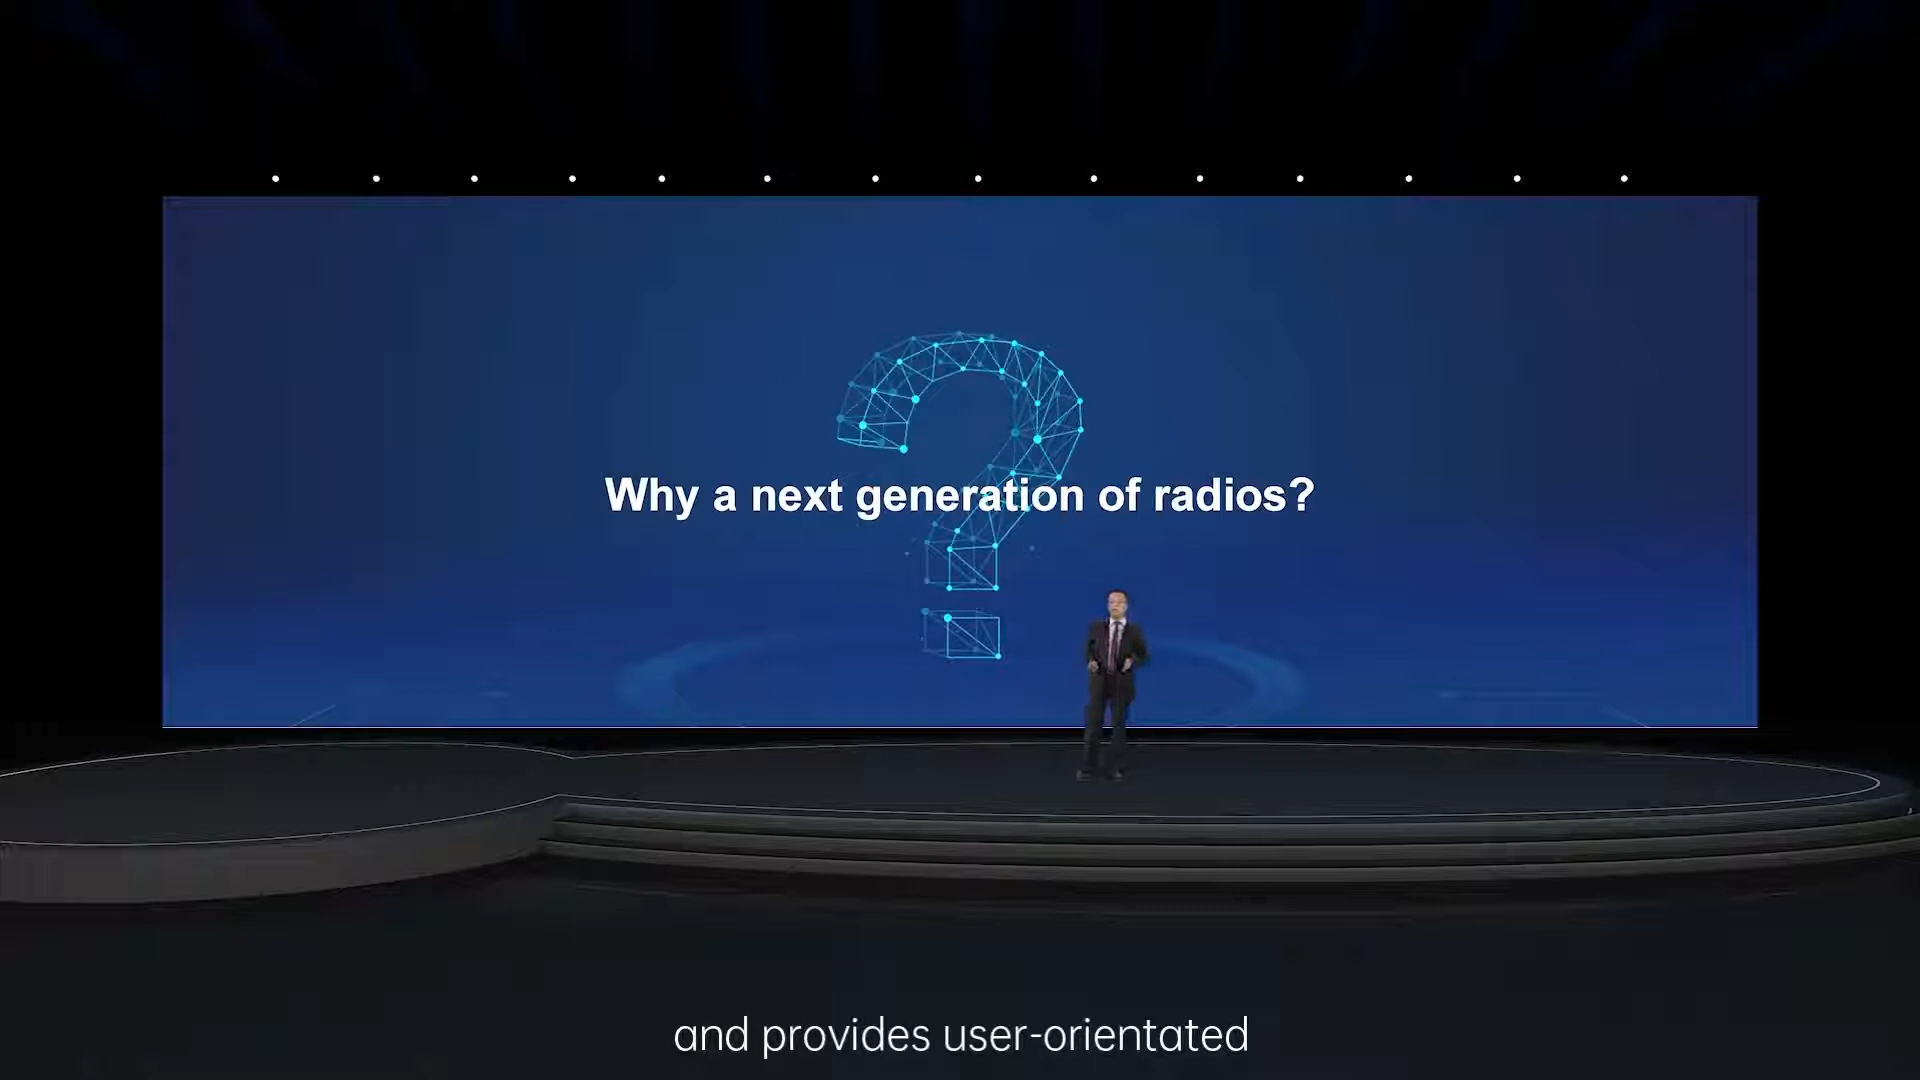 Why a next generation of radios?
and provides user-orientated